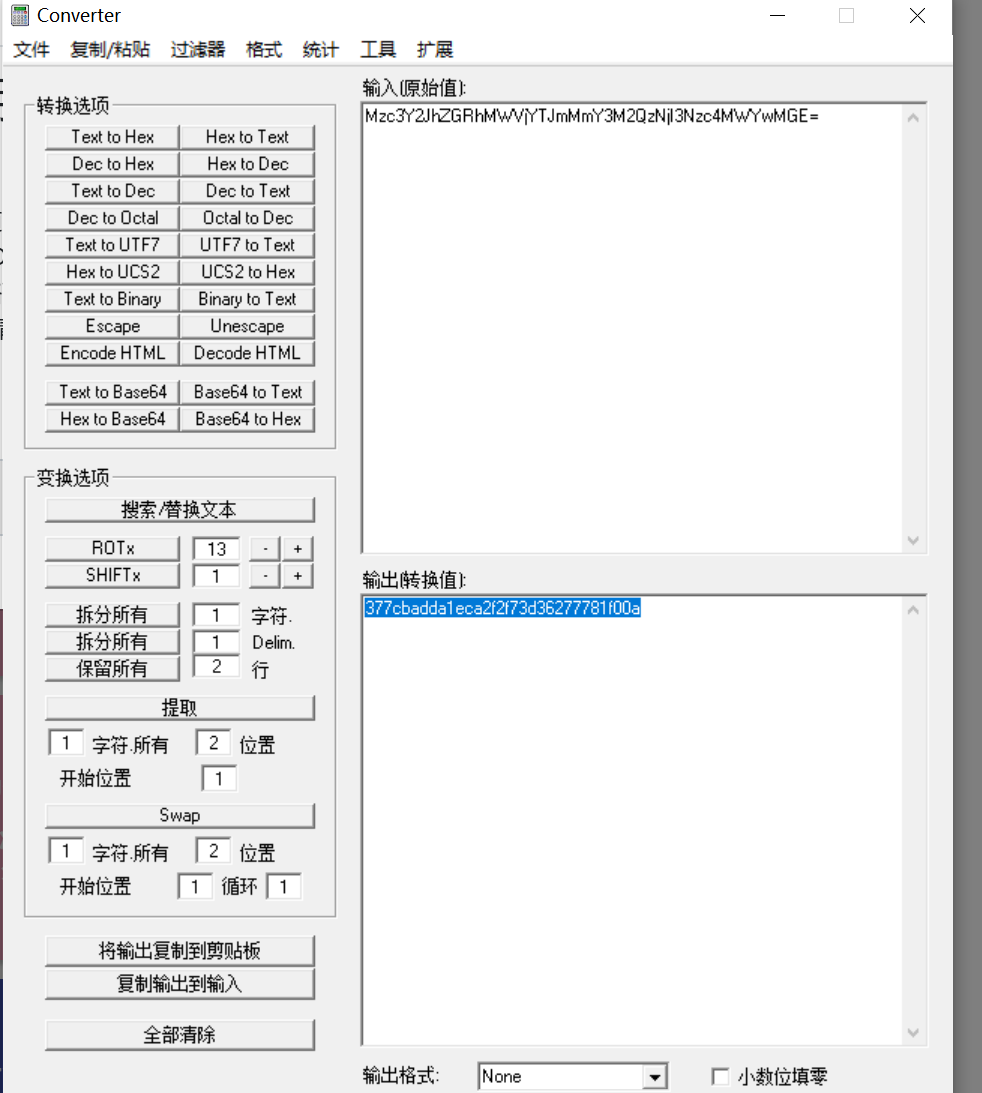 Converter
文件 复制/粘贴 过滤器 格式 统计 工具 扩展
转换选项
Text to Hex Hex to Text
Dec to Hex Hex to Dec
Text to Dec Dec to Text
Dec to Octal Octal to Dec
Text to UTF7 UTF7 to Text
Hex to UCS2 UCS2 to Hex
Text to Binary Binary to Text
Escape Unescape
Encode HTML Decode HTML
Text to Base64 Base64 to Text
Hex to Base64 Base64 to Hex
变换选项
搜索/替换文本
ROTx 13 - +
SHIFTx 1 - +
拆分所有 1 字符.
拆分所有 1 Delim.
保留所有 2 行
提取
1 字符.所有 2 位置
开始位置 1
Swap
1 字符.所有 2 位置
开始位置 1 循环 1
将输出复制到剪贴板
复制输出到输入
全部清除
输入(原始值):
Mzc3Y2JhZGRhMWVjYTJmMmY3M2QzNjI3Nzc4MWYwMGE=
输出(转换值):
377cbadda1eca2f2f73d36277781f00a
输出格式: None 小数位填零